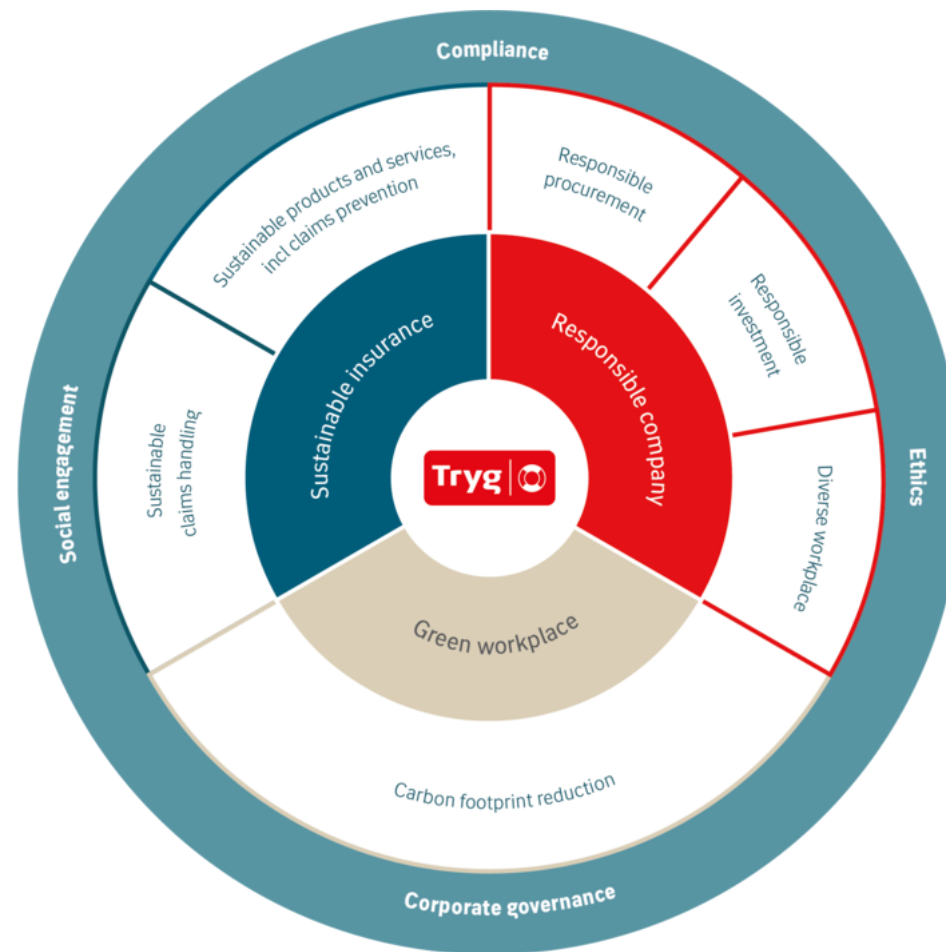 Compliance
Sustainable products and services,
incl claims prevention
Responsible
procurement
Responsible
investment
Sustainable insurance
Responsible company
Social engagement
Sustainable
claims handling
Tryg
Ethics
Diverse workplace
Green workplace
Carbon footprint reduction
Corporate governance